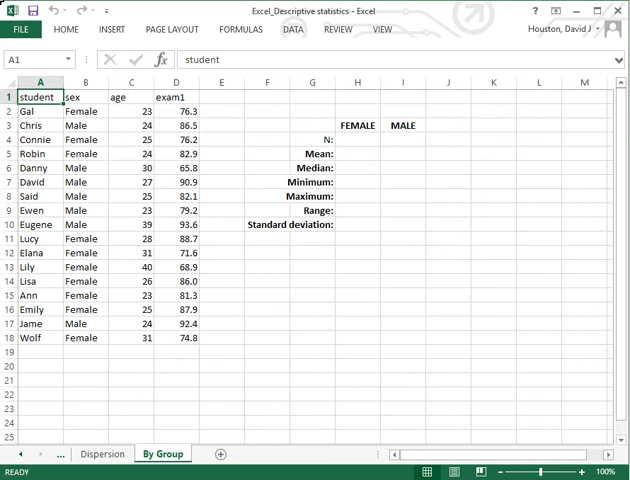 Excel_Descriptive statistics - Excel
FILE HOME INSERT PAGE LAYOUT FORMULAS DATA REVIEW VIEW Houston, David J
A1 fx student
A B C D E F G H I J K L M
1 student sex age exam1
2 Gal Female 23 76.3
3 Chris Male 24 86.5 FEMALE MALE
4 Connie Female 25 76.2 N:
5 Robin Female 24 82.9 Mean:
6 Danny Male 30 65.8 Median:
7 David Male 27 90.9 Minimum:
8 Said Male 25 82.1 Maximum:
9 Ewen Male 23 79.2 Range:
10 Eugene Male 39 93.6 Standard deviation:
11 Lucy Female 28 88.7
12 Elana Female 31 71.6
13 Lily Female 40 68.9
14 Lisa Female 26 86.0
15 Ann Female 23 81.3
16 Emily Female 25 87.9
17 Jame Male 24 92.4
18 Wolf Female 31 74.8
19
20
21
22
23
24
25
... Dispersion By Group
READY 100%